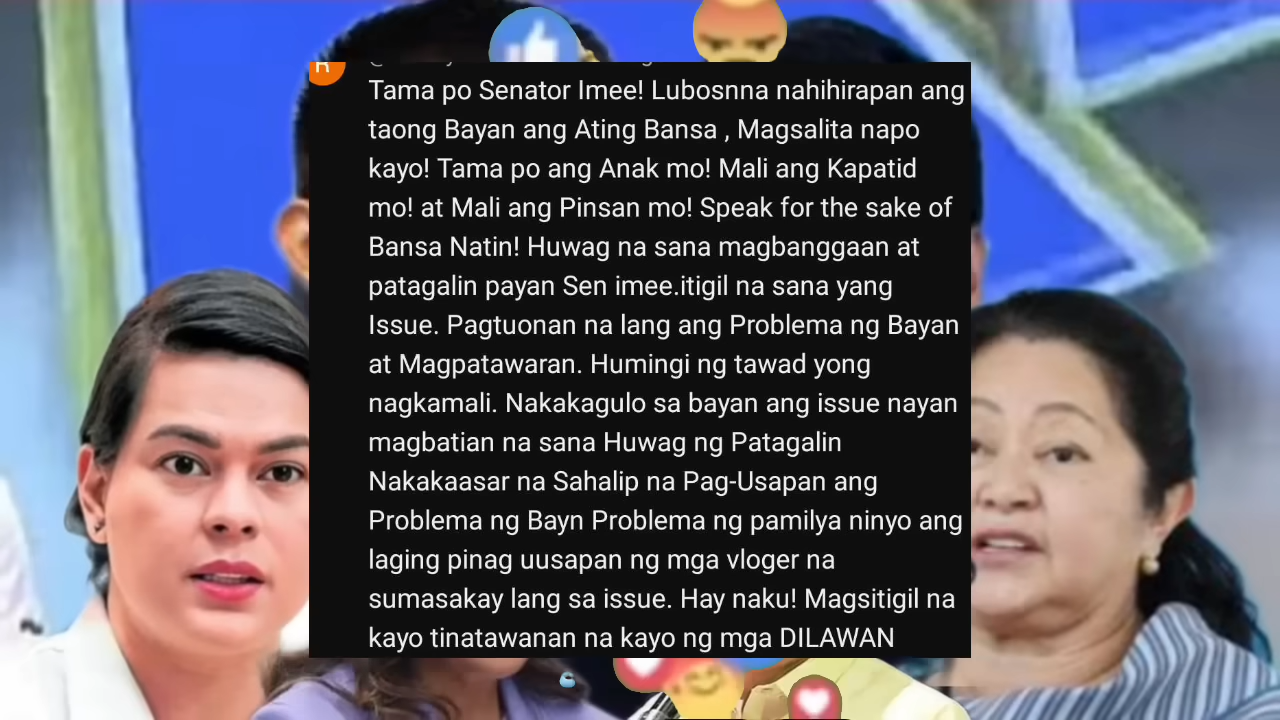 R
Tama po Senator Imee! Lubosnna nahihirapan ang
taong Bayan ang Ating Bansa , Magsalita napo
kayo! Tama po ang Anak mo! Mali ang Kapatid
mo! at Mali ang Pinsan mo! Speak for the sake of
Bansa Natin! Huwag na sana magbanggaan at
patagalin payan Sen imee.itigil na sana yang
Issue. Pagtuonan na lang ang Problema ng Bayan
at Magpatawaran. Humingi ng tawad yong
nagkamali. Nakakagulo sa bayan ang issue nayan
magbatian na sana Huwag ng Patagalin
Nakakaasar na Sahalip na Pag-Usapan ang
Problema ng Bayn Problema ng pamilya ninyo ang
laging pinag uusapan ng mga vloger na
sumasakay lang sa issue. Hay naku! Magsitigil na
kayo tinatawanan na kayo ng mga DILAWAN